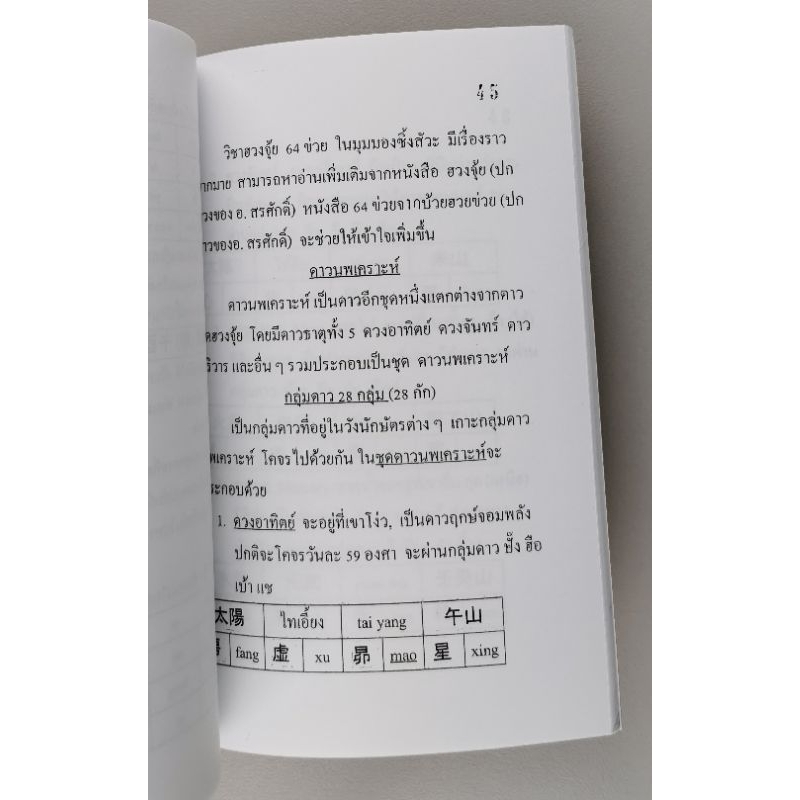 45
วิชาฮวงจุ้ย 64 ข่วย ในมุมมองซิ้งสัวะ มีเรื่องราว
ากมาย สามารถหาอ่านเพิ่มเติมจากหนังสือ ฮวงจุ้ย (ปก
วงของ อ. สรศักดิ์) หนังสือ 64 ข่วยจากบ้วยฮวยข่วย (ปก
าวของอ. สรศักดิ์) จะช่วยให้เข้าใจเพิ่มขึ้น
ดาวนพเคราะห์
ดาวนพเคราะห์ เป็นดาวอีกชุดหนึ่งแตกต่างจากดาว
ุดฮวงจุ้ย โดยมีดาวธาตุทั้ง 5 ดวงอาทิตย์ ดวงจันทร์ ดาว
ริวาร และอื่น ๆ รวมประกอบเป็นชุด ดาวนพเคราะห์
กลุ่มดาว 28 กลุ่ม (28 กัก)
เป็นกลุ่มดาวที่อยู่ในวังนักษัตรต่าง ๆ เกาะกลุ่มดาว
พเคราะห์ โคจรไปด้วยกัน ในชุดดาวนพเคราะห์จะ
ระกอบด้วย
1. ดวงอาทิตย์ จะอยู่ที่เขาโง่ว, เป็นดาวฤกษ์จอมพลัง
ปกติจะโคจรวันละ 59 องศา จะผ่านกลุ่มดาว ปั๊ง ฮือ
เบ้า แซ
太陽 ไทเอี้ยง tai yang 午山
fang 虛 xu 昴 mao 星 xing